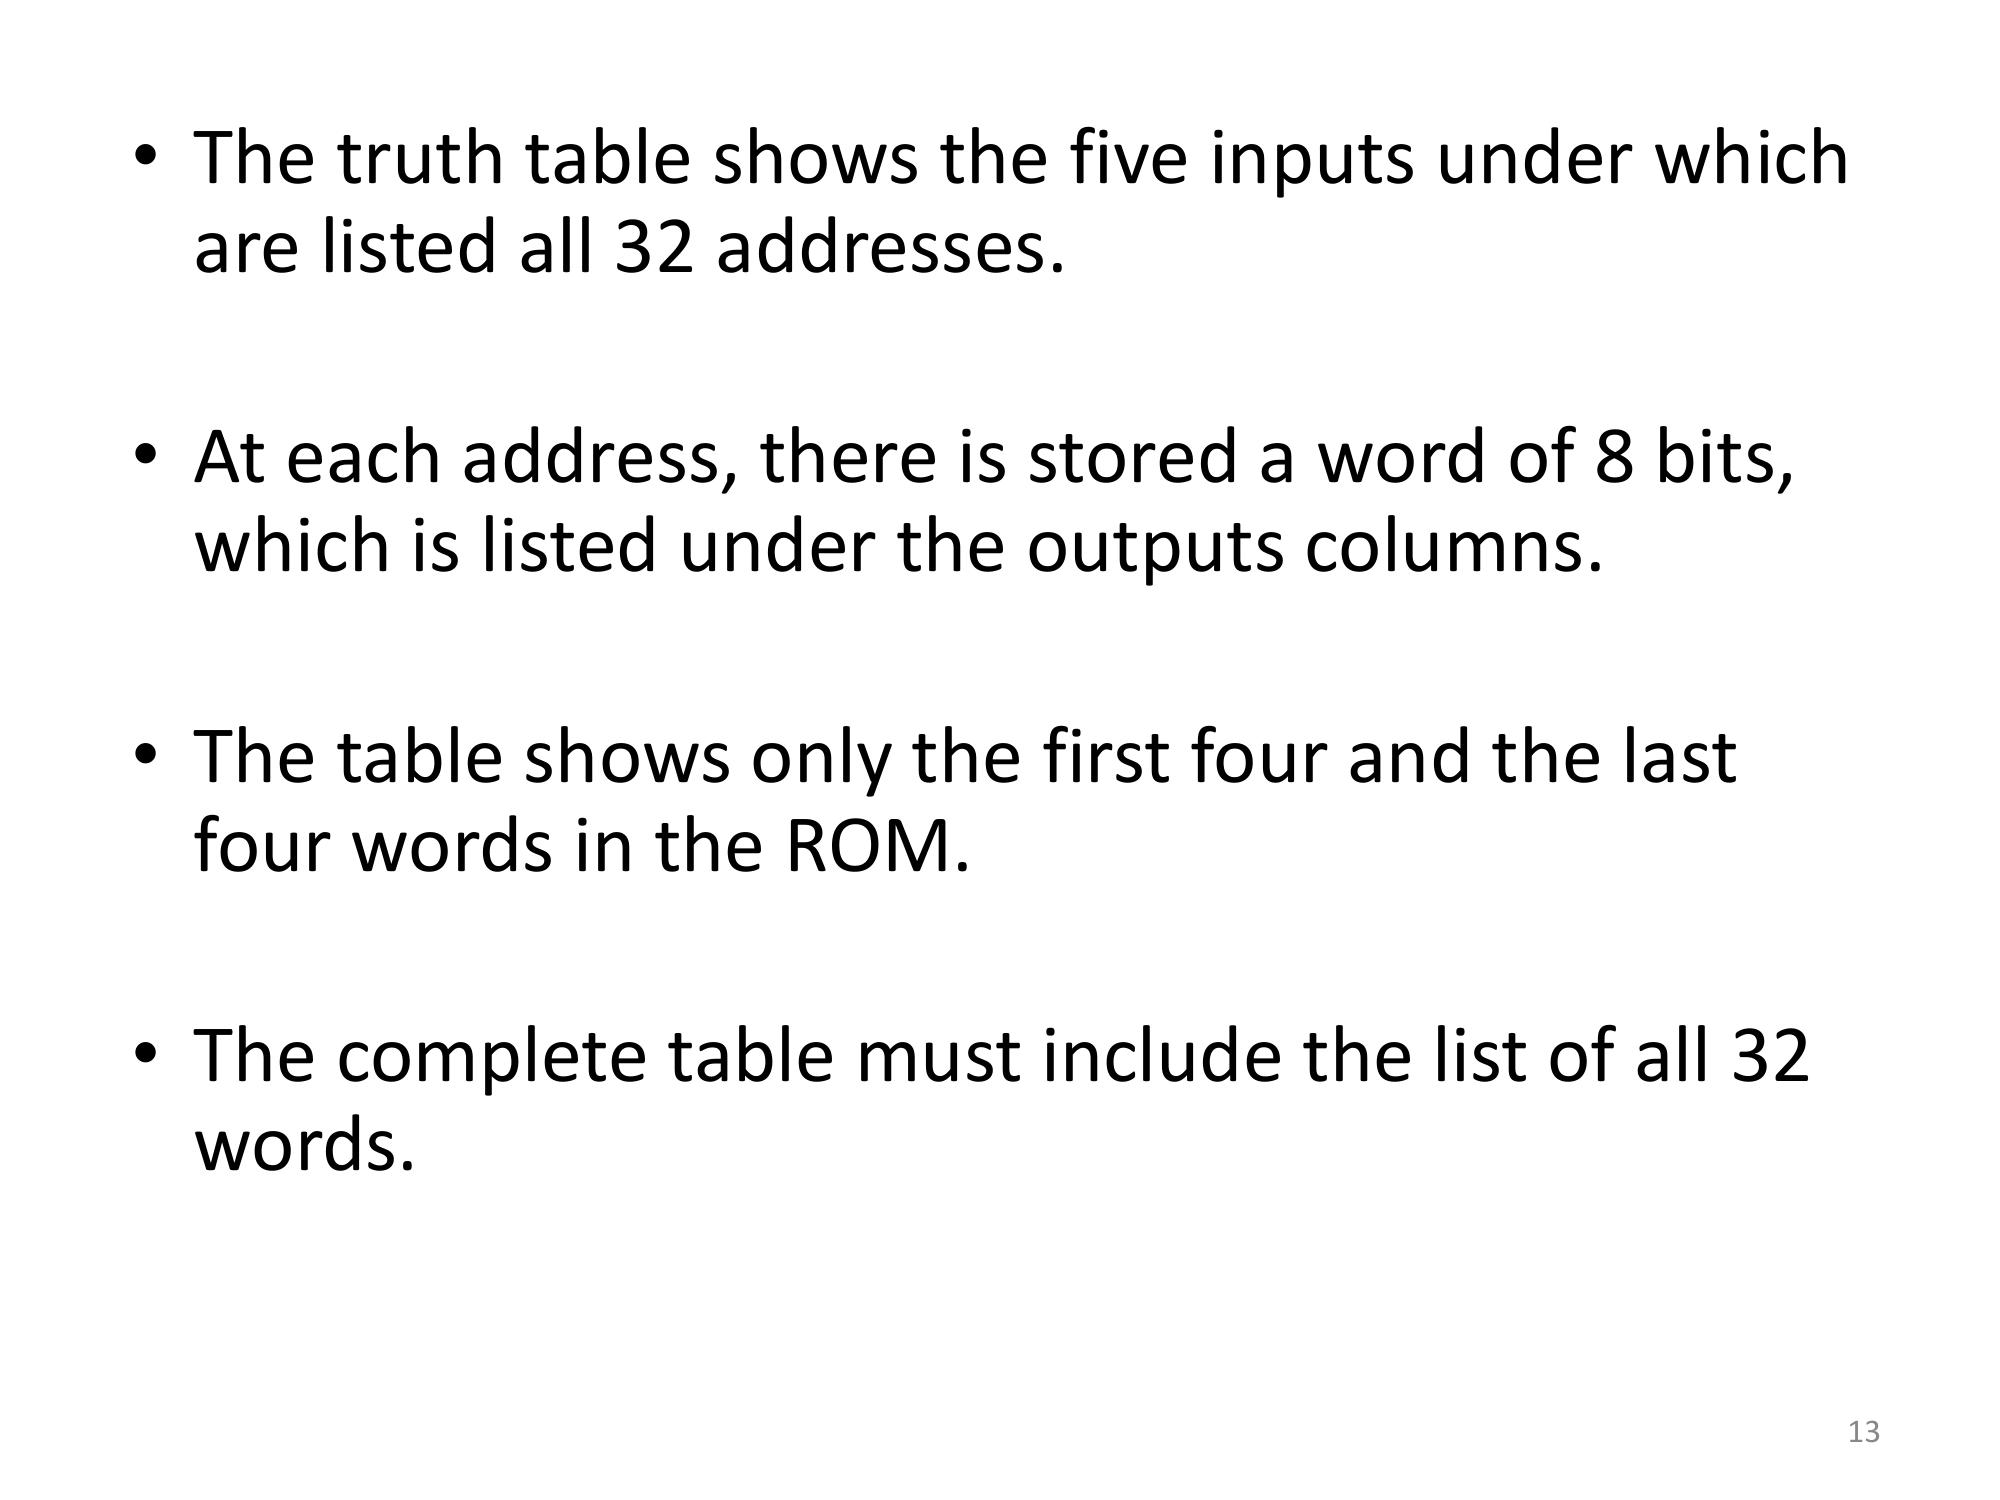 • The truth table shows the five inputs under which
are listed all 32 addresses.
• At each address, there is stored a word of 8 bits,
which is listed under the outputs columns.
• The table shows only the first four and the last
four words in the ROM.
• The complete table must include the list of all 32
words.
13